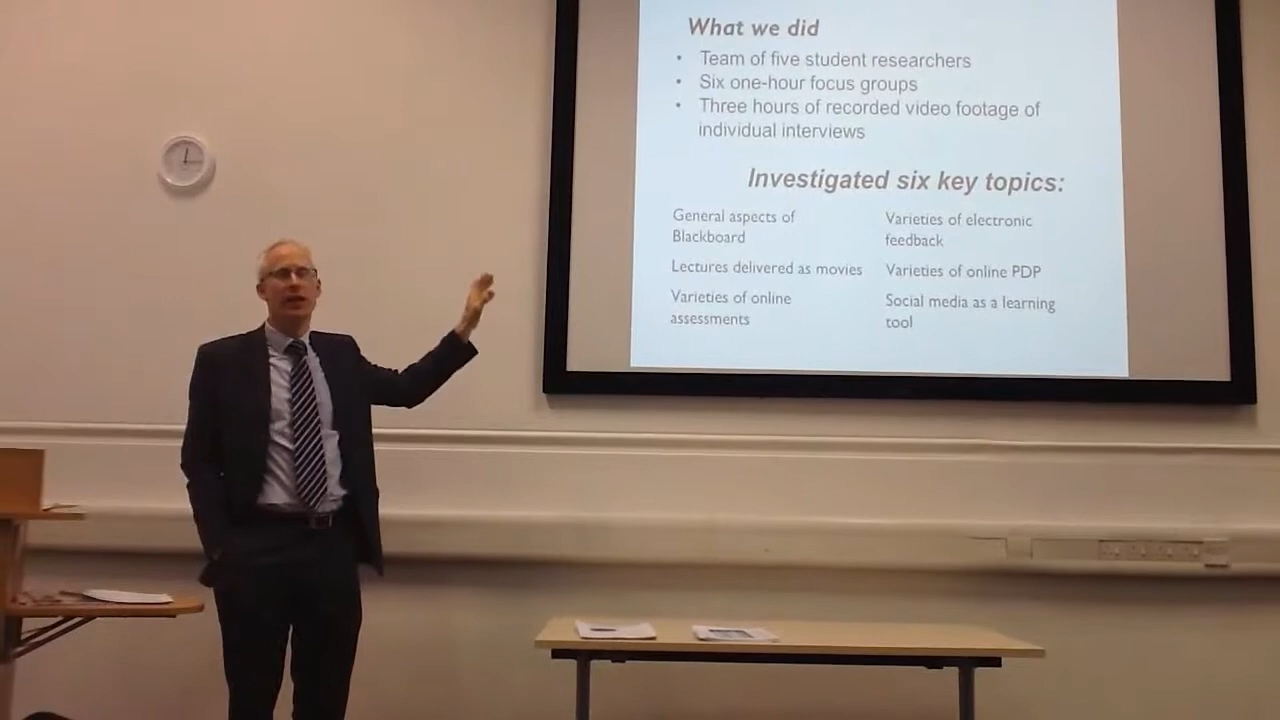 What we did
• Team of five student researchers
• Six one-hour focus groups
• Three hours of recorded video footage of
individual interviews
Investigated six key topics:
General aspects of
Blackboard
Lectures delivered as movies
Varieties of online
assessments
Varieties of electronic
feedback
Varieties of online PDP
Social media as a learning
tool